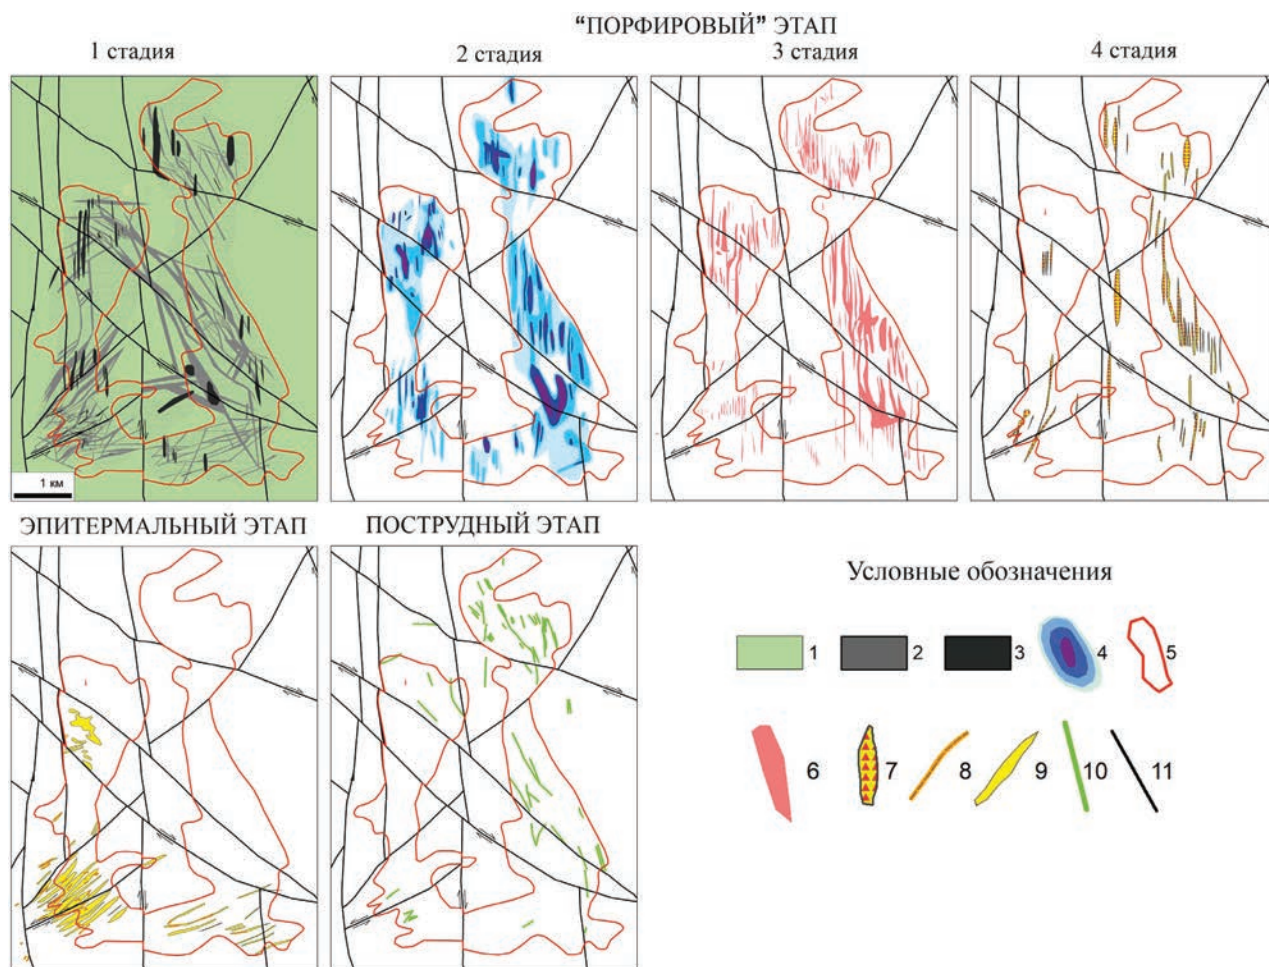 “ПОРФИРОВЫЙ” ЭТАП
1 стадия
2 стадия
3 стадия
4 стадия
1 км
ЭПИТЕРМАЛЬНЫЙ ЭТАП
ПОСТРУДНЫЙ ЭТАП
Условные обозначения
1
2
3
4
5
6
7
8
9
10
11